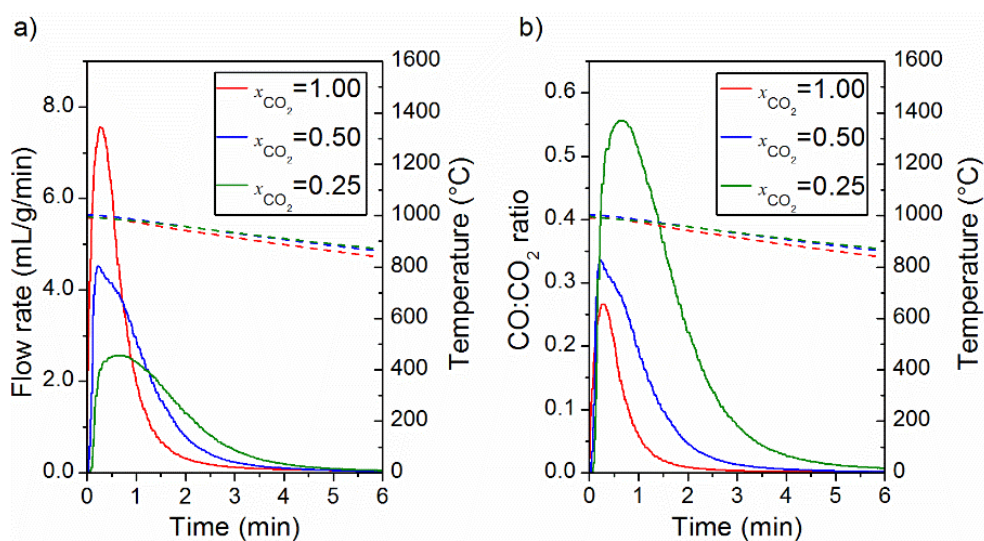 a)
Flow rate (mL/g/min)
8.0
6.0
4.0
2.0
0.0
0 1 2 3 4 5 6
Time (min)
1600
1400
1200
1000
800
600
400
200
0
Temperature (°C)
xCO2=1.00
xCO2=0.50
xCO2=0.25
b)
CO:CO2 ratio
0.6
0.5
0.4
0.3
0.2
0.1
0.0
0 1 2 3 4 5 6
Time (min)
1600
1400
1200
1000
800
600
400
200
0
Temperature (°C)
xCO2=1.00
xCO2=0.50
xCO2=0.25